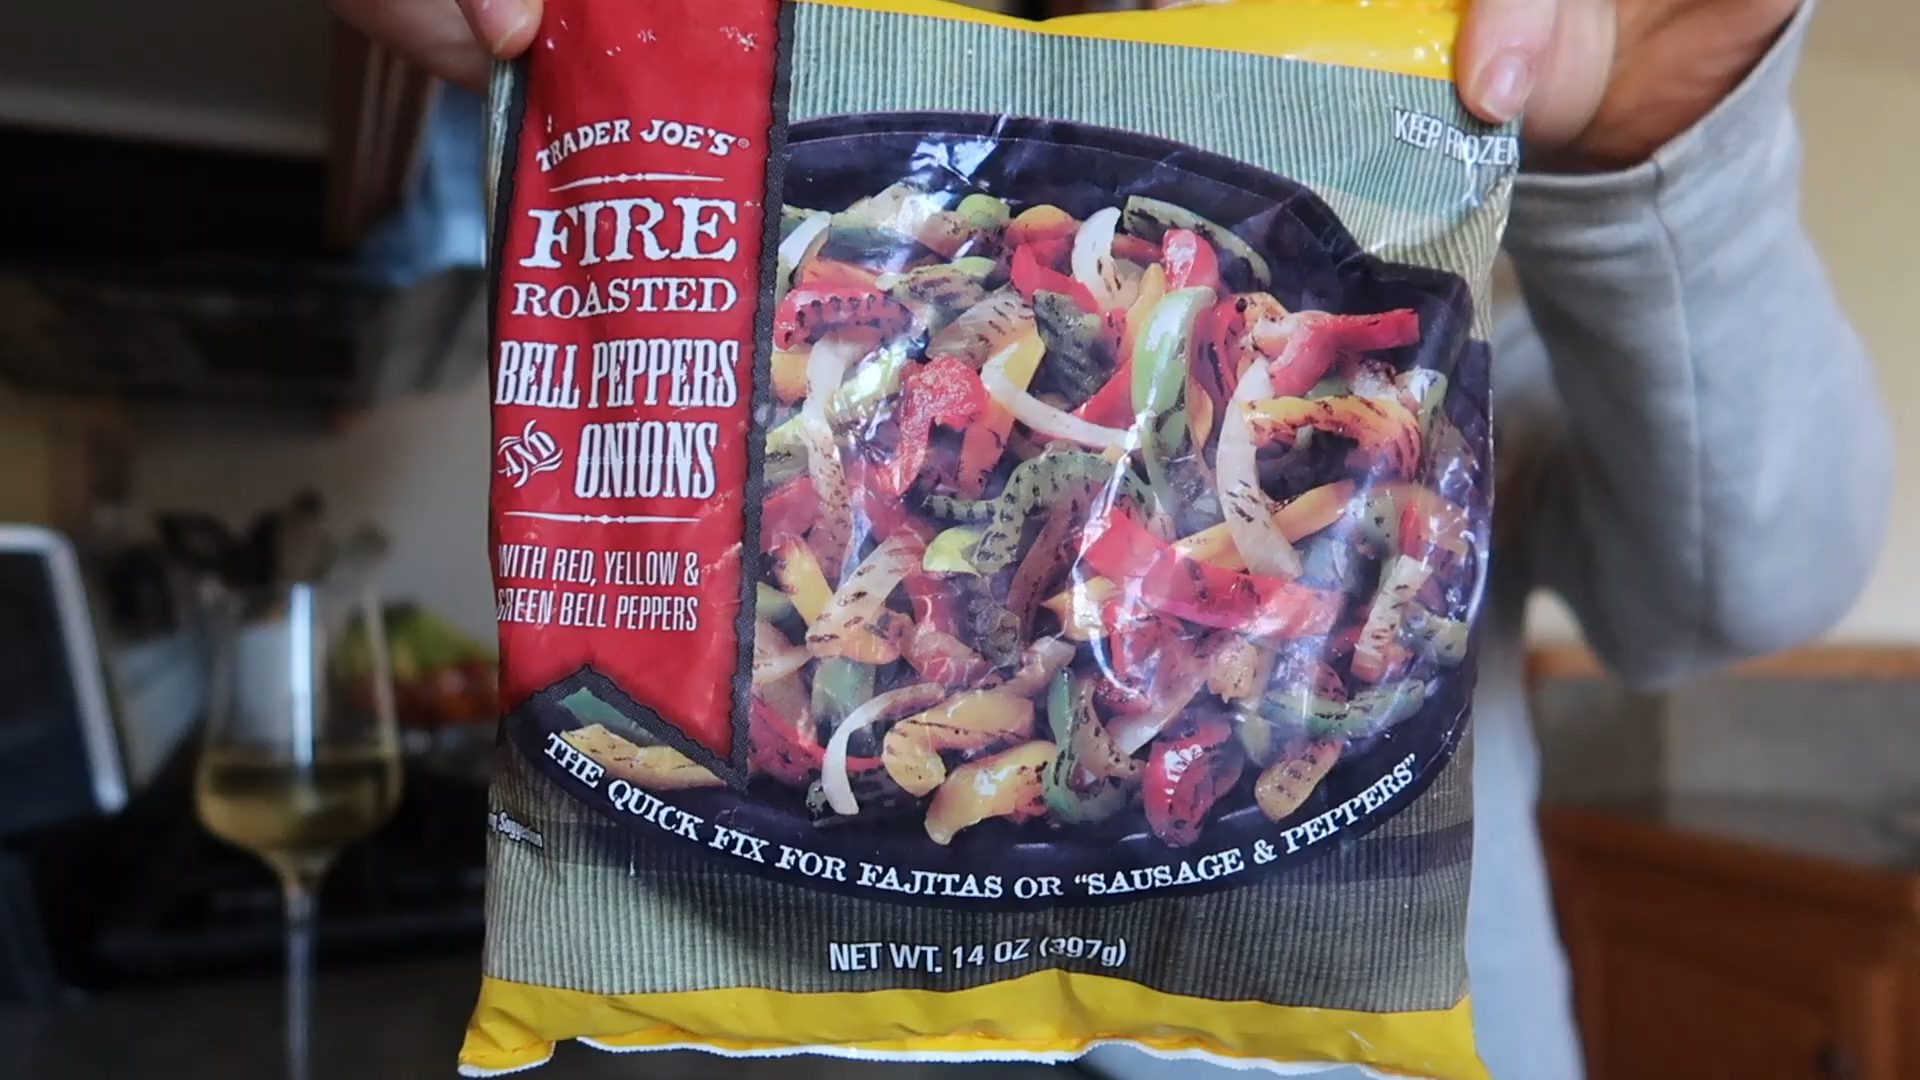 TRADER JOE'S®
FIRE
ROASTED
BELL PEPPERS
AND ONIONS
WITH RED, YELLOW &
GREEN BELL PEPPERS
KEEP FROZEN
THE QUICK FIX FOR FAJITAS OR "SAUSAGE & PEPPERS"
NET WT. 14 OZ (397g)